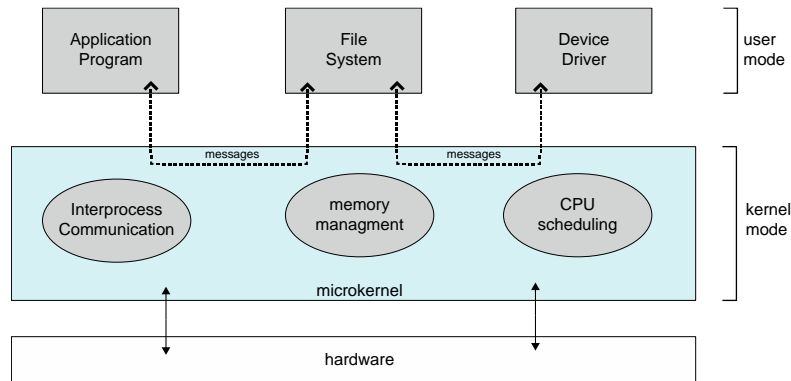 Application
Program
File
System
Device
Driver
user
mode
messages
messages
Interprocess
Communication
memory
managment
CPU
scheduling
kernel
mode
microkernel
hardware